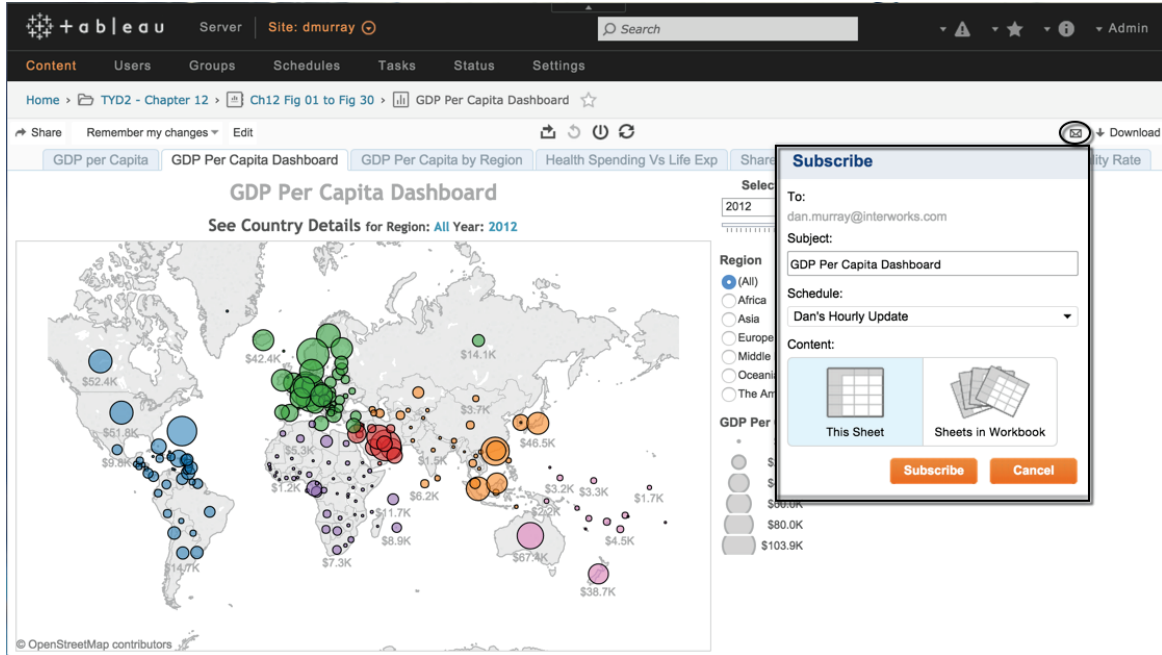 + a b | e a u
Server
Site: dmurray
Search
Admin
Content Users Groups Schedules Tasks Status Settings
Home › TYD2 - Chapter 12 › Ch12 Fig 01 to Fig 30 › GDP Per Capita Dashboard
Share Remember my changes Edit
Download
GDP per Capita GDP Per Capita Dashboard GDP Per Capita by Region Health Spending Vs Life Exp Share lity Rate
GDP Per Capita Dashboard
See Country Details for Region: All Year: 2012
$42.4K
$14.1K
$52.4K
$3.7K
$51.8K
$46.5K
$9.8K
$5.3K
$1.5K
$1.2K
$6.2K
$3.2K
$3.3K
$1.7K
$11.7K
$2.2K
$8.9K
$4.5K
$67.4K
$7.3K
$14.7K
$38.7K
© OpenStreetMap contributors
Selec
2012
Region
(All)
Africa
Asia
Europe
Middle
Oceani
The Am
GDP Per
$80.0K
$103.9K
Subscribe
To:
dan.murray@interworks.com
Subject:
GDP Per Capita Dashboard
Schedule:
Dan's Hourly Update
Content:
This Sheet Sheets in Workbook
Subscribe Cancel